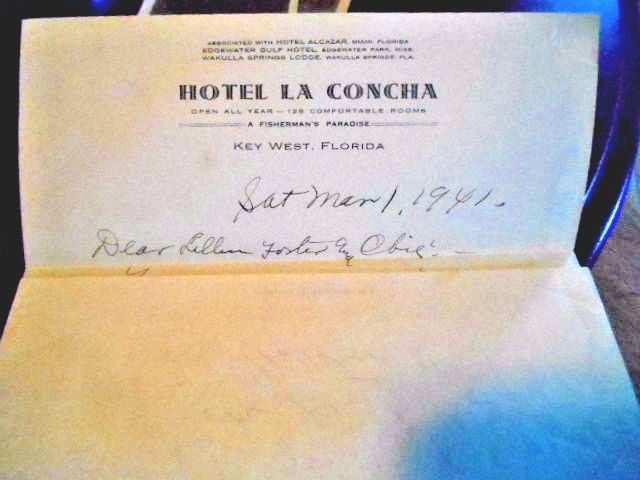 ASSOCIATED WITH HOTEL ALCAZAR, MIAMI, FLORIDA
EDGEWATER GULF HOTEL, EDGEWATER PARK, MISS.
WAKULLA SPRINGS LODGE, WAKULLA SPRINGS, FLA.
HOTEL LA CONCHA
OPEN ALL YEAR — 125 COMFORTABLE ROOMS
A FISHERMAN'S PARADISE
KEY WEST, FLORIDA
Sat Mar 1, 1941.
Dear Foster